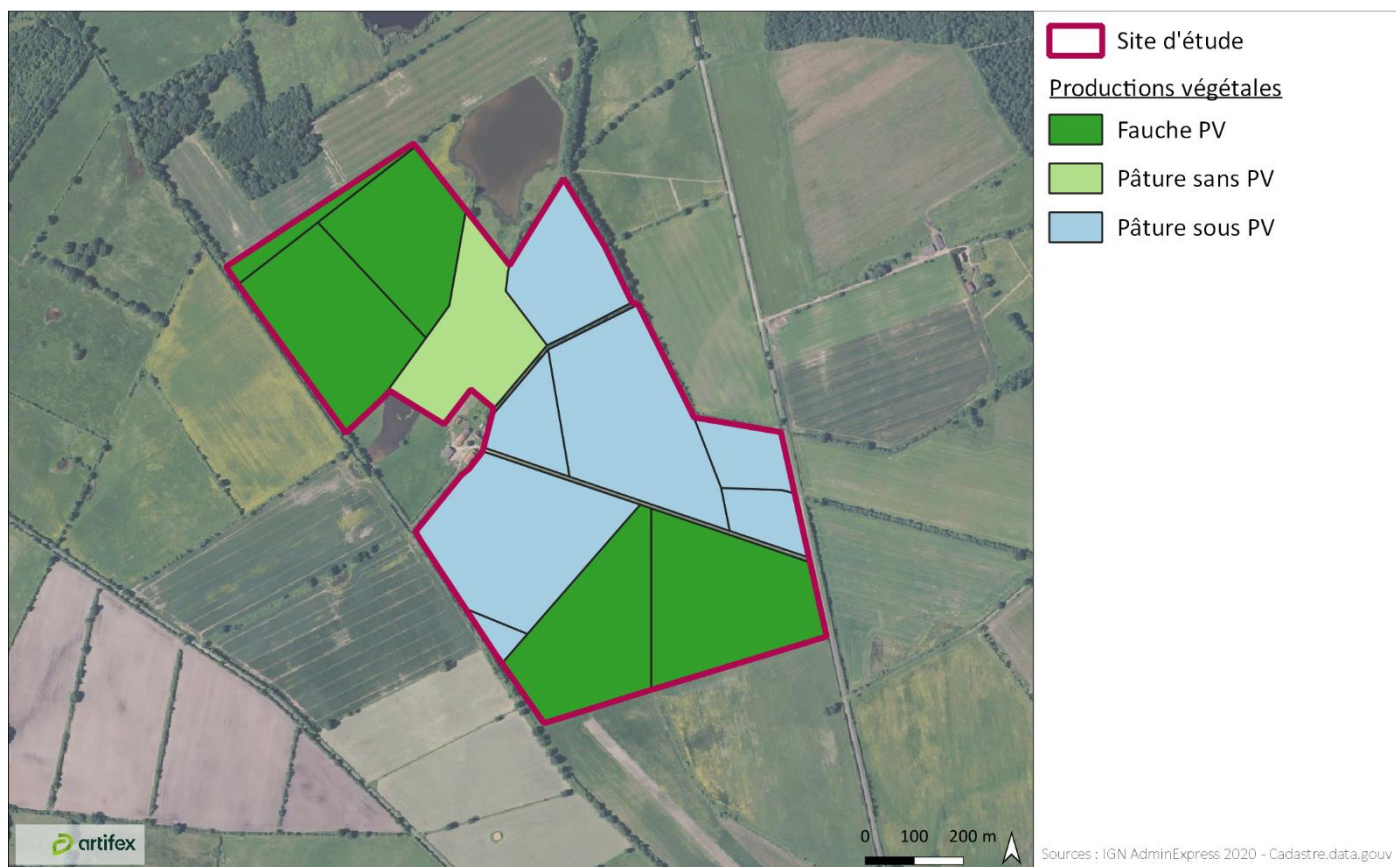 Site d'étude
Productions végétales
Fauche PV
Pâture sans PV
Pâture sous PV
artifex
0 100 200 m
Sources : IGN AdminExpress 2020 - Cadastre.data.gouv